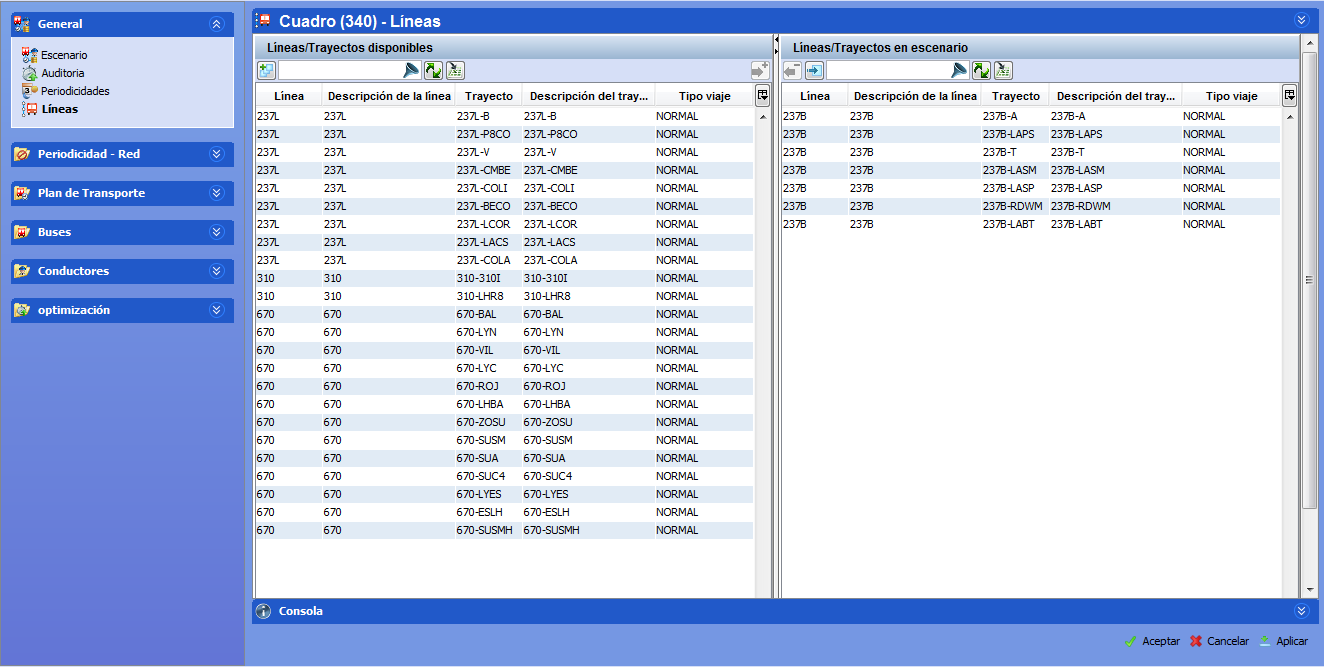 General
Escenario
Auditoria
Periodicidades
Líneas
Periodicidad - Red
Plan de Transporte
Buses
Conductores
optimización
Cuadro (340) - Líneas
Líneas/Trayectos disponibles
Línea Descripción de la línea Trayecto Descripción del tray... Tipo viaje
237L 237L 237L-B 237L-B NORMAL
237L 237L 237L-P8CO 237L-P8CO NORMAL
237L 237L 237L-V 237L-V NORMAL
237L 237L 237L-CMBE 237L-CMBE NORMAL
237L 237L 237L-COLI 237L-COLI NORMAL
237L 237L 237L-BECO 237L-BECO NORMAL
237L 237L 237L-LCOR 237L-LCOR NORMAL
237L 237L 237L-LACS 237L-LACS NORMAL
237L 237L 237L-COLA 237L-COLA NORMAL
310 310 310-310I 310-310I NORMAL
310 310 310-LHR8 310-LHR8 NORMAL
670 670 670-BAL 670-BAL NORMAL
670 670 670-LYN 670-LYN NORMAL
670 670 670-VIL 670-VIL NORMAL
670 670 670-LYC 670-LYC NORMAL
670 670 670-ROJ 670-ROJ NORMAL
670 670 670-LHBA 670-LHBA NORMAL
670 670 670-ZOSU 670-ZOSU NORMAL
670 670 670-SUSM 670-SUSM NORMAL
670 670 670-SUA 670-SUA NORMAL
670 670 670-SUC4 670-SUC4 NORMAL
670 670 670-LYES 670-LYES NORMAL
670 670 670-ESLH 670-ESLH NORMAL
670 670 670-SUSMH 670-SUSMH NORMAL
Líneas/Trayectos en escenario
Línea Descripción de la línea Trayecto Descripción del tray... Tipo viaje
237B 237B 237B-A 237B-A NORMAL
237B 237B 237B-LAPS 237B-LAPS NORMAL
237B 237B 237B-T 237B-T NORMAL
237B 237B 237B-LASM 237B-LASM NORMAL
237B 237B 237B-LASP 237B-LASP NORMAL
237B 237B 237B-RDWM 237B-RDWM NORMAL
237B 237B 237B-LABT 237B-LABT NORMAL
Consola
Aceptar Cancelar Aplicar